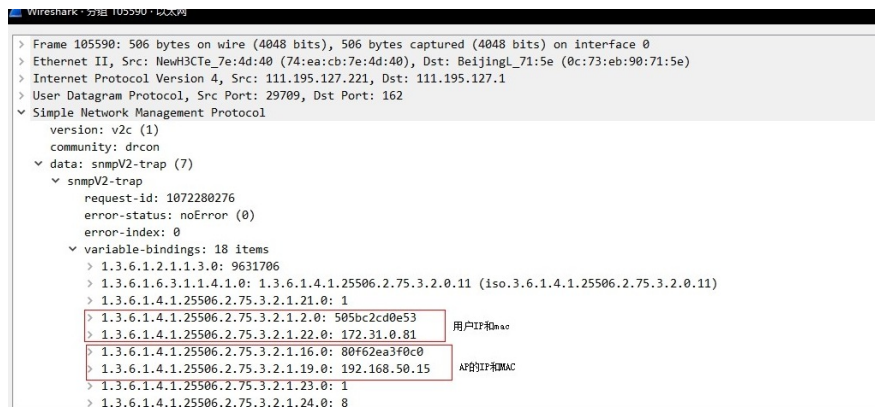 Wireshark · 分组 105590 · 以太网
> Frame 105590: 506 bytes on wire (4048 bits), 506 bytes captured (4048 bits) on interface 0
> Ethernet II, Src: NewH3CTe_7e:4d:40 (74:ea:cb:7e:4d:40), Dst: BeijingL_71:5e (0c:73:eb:90:71:5e)
> Internet Protocol Version 4, Src: 111.195.127.221, Dst: 111.195.127.1
> User Datagram Protocol, Src Port: 29709, Dst Port: 162
Simple Network Management Protocol
version: v2c (1)
community: drcon
data: snmpV2-trap (7)
snmpV2-trap
request-id: 1072280276
error-status: noError (0)
error-index: 0
variable-bindings: 18 items
> 1.3.6.1.2.1.1.3.0: 9631706
> 1.3.6.1.6.3.1.1.4.1.0: 1.3.6.1.4.1.25506.2.75.3.2.0.11 (iso.3.6.1.4.1.25506.2.75.3.2.0.11)
> 1.3.6.1.4.1.25506.2.75.3.2.1.21.0: 1
> 1.3.6.1.4.1.25506.2.75.3.2.1.2.0: 505bc2cd0e53
> 1.3.6.1.4.1.25506.2.75.3.2.1.22.0: 172.31.0.81
用户IP和mac
> 1.3.6.1.4.1.25506.2.75.3.2.1.16.0: 80f62ea3f0c0
> 1.3.6.1.4.1.25506.2.75.3.2.1.19.0: 192.168.50.15
AP的IP和MAC
> 1.3.6.1.4.1.25506.2.75.3.2.1.23.0: 1
> 1.3.6.1.4.1.25506.2.75.3.2.1.24.0: 8